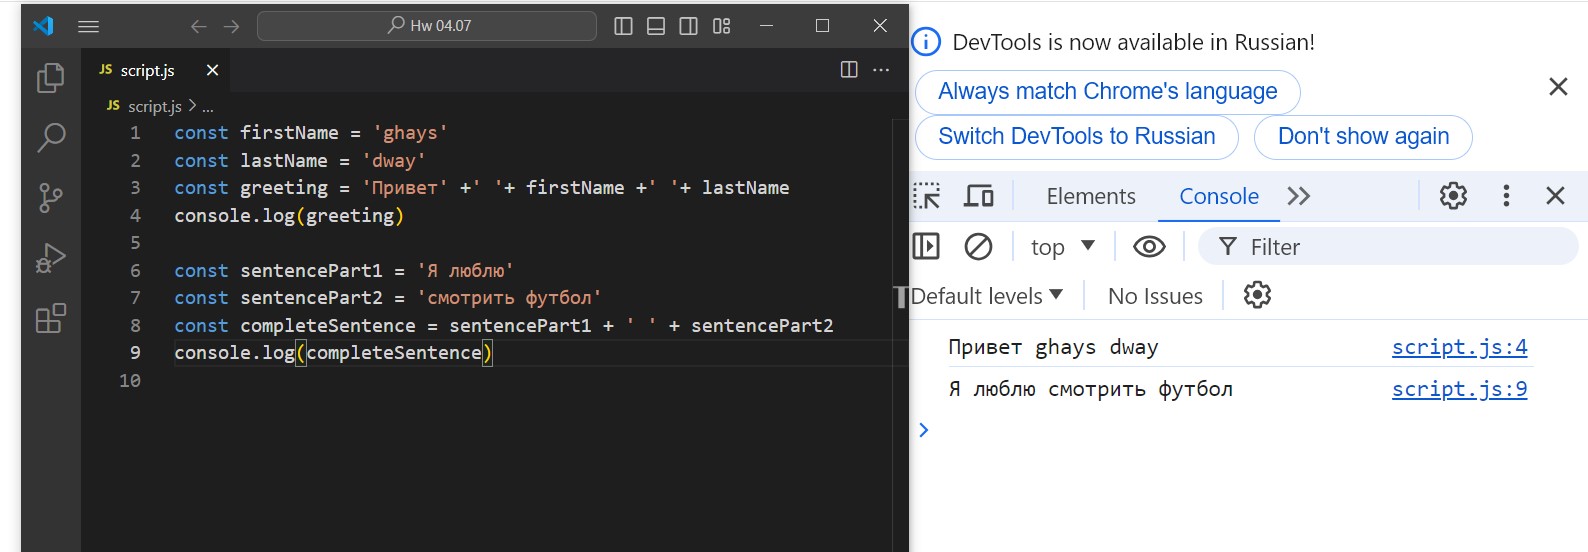 Hw 04.07
JS script.js
JS script.js > ...
1 const firstName = 'ghays'
2 const lastName = 'dway'
3 const greeting = 'Привет' +' '+ firstName +' '+ lastName
4 console.log(greeting)
5
6 const sentencePart1 = 'Я люблю'
7 const sentencePart2 = 'смотрить футбол'
8 const completeSentence = sentencePart1 + ' ' + sentencePart2
9 console.log(completeSentence)
10
DevTools is now available in Russian!
Always match Chrome's language
Switch DevTools to Russian
Don't show again
Elements
Console
top
Filter
T
Default levels
No Issues
Привет ghays dway script.js:4
Я люблю смотрить футбол script.js:9